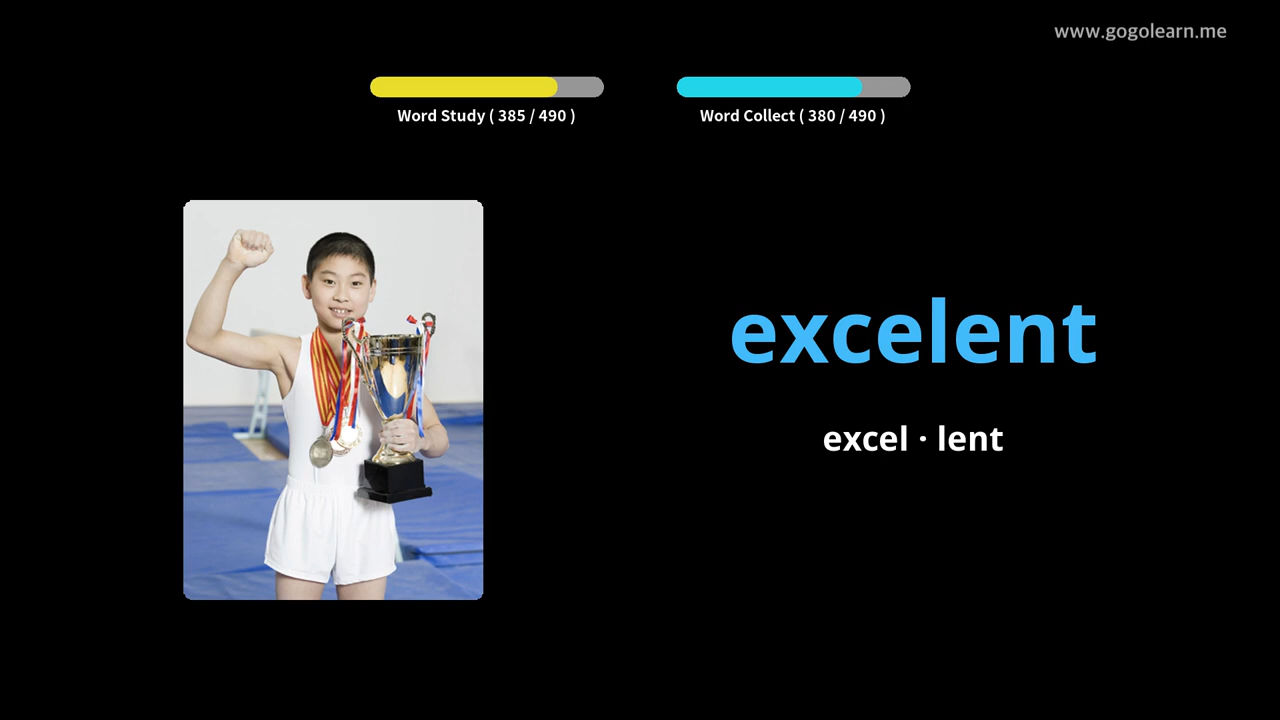 www.gogolearn.me
Word Study ( 385 / 490 )
Word Collect ( 380 / 490 )
excelent
excel · lent